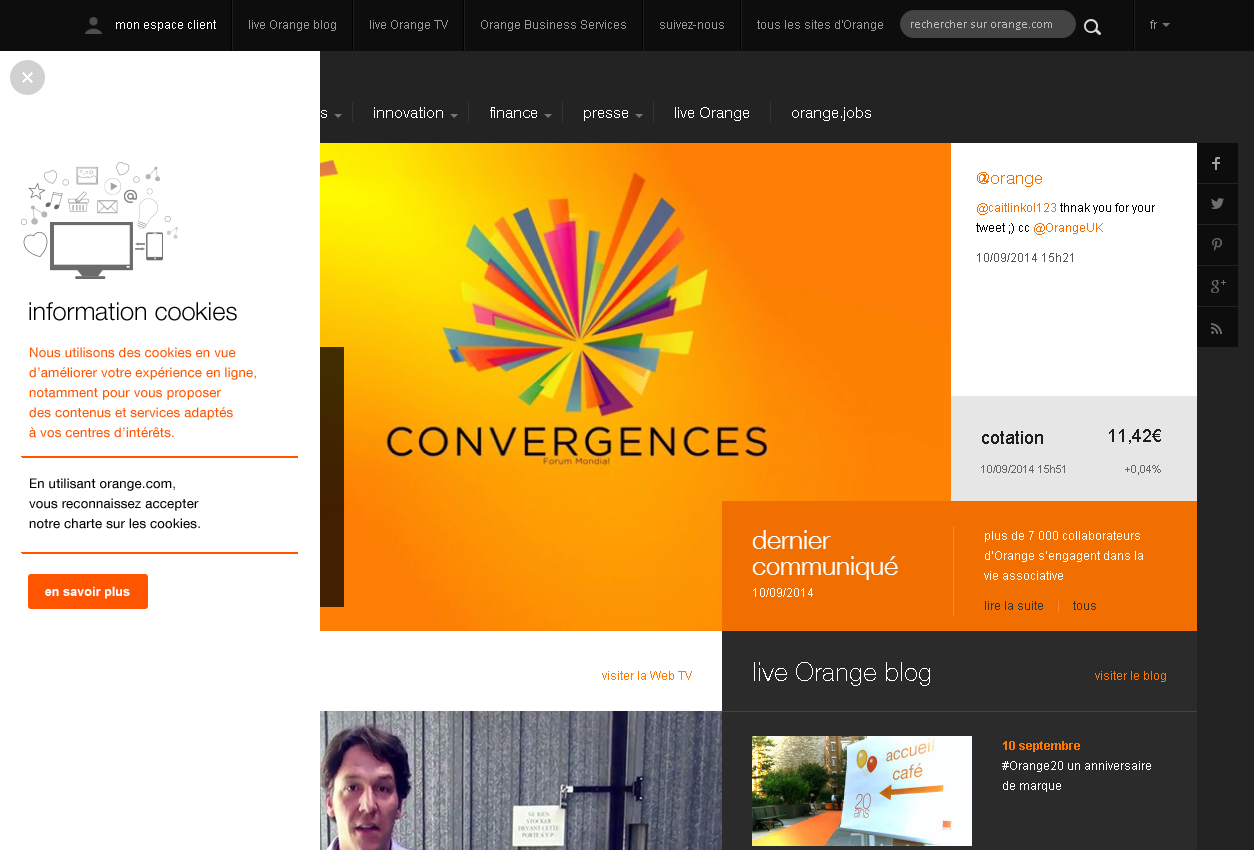 mon espace client
live Orange blog
live Orange TV
Orange Business Services
suivez-nous
tous les sites d'Orange
rechercher sur orange.com
fr
s
innovation
finance
presse
live Orange
orange.jobs
information cookies
Nous utilisons des cookies en vue
d'améliorer votre expérience en ligne,
notamment pour vous proposer
des contenus et services adaptés
à vos centres d'intérêts.
En utilisant orange.com,
vous reconnaissez accepter
notre charte sur les cookies.
en savoir plus
CONVERGENCES
Forum Mondial
@orange
@caitlinkol123 thnak you for your
tweet ;) cc @OrangeUK
10/09/2014 15h21
cotation
11,42€
10/09/2014 15h51
+0,04%
dernier
communiqué
10/09/2014
plus de 7 000 collaborateurs
d'Orange s'engagent dans la
vie associative
lire la suite
tous
visiter la Web TV
live Orange blog
visiter le blog
NE RIEN
STOCKER
DEVANT CETTE
PORTE S.V.P.
accueil
café
20
ans
10 septembre
#Orange20 un anniversaire
de marque